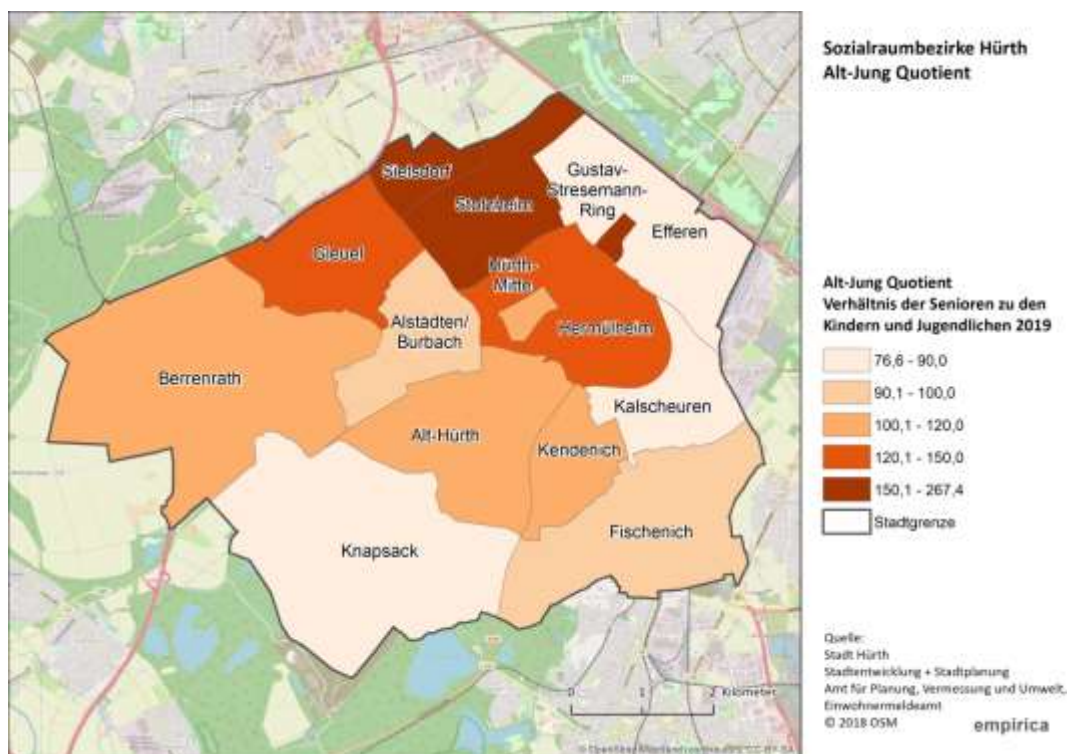 Sozialraumbezirke Hürth
Alt-Jung Quotient
Sielsdorf
Stotzheim
Gustav-
Stresemann-
Ring
Efferen
Gleuel
Hürth-
Mitte
Hermülheim
Alstädten/
Burbach
Berrenrath
Kalscheuren
Alt-Hürth
Kendenich
Fischenich
Knapsack
Alt-Jung Quotient
Verhältnis der Senioren zu den
Kindern und Jugendlichen 2019
76,6 - 90,0
90,1 - 100,0
100,1 - 120,0
120,1 - 150,0
150,1 - 267,4
Stadtgrenze
0 1 2 Kilometer
Quelle:
Stadt Hürth
Stadtentwicklung + Stadtplanung
Amt für Planung, Vermessung und Umwelt,
Einwohnermeldeamt
© 2018 OSM
empirica